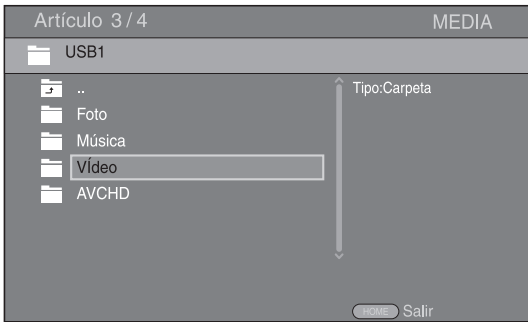 Artículo 3 / 4 MEDIA
USB1
..
Tipo:Carpeta
Foto
Música
VÍdeo
AVCHD
HOME Salir